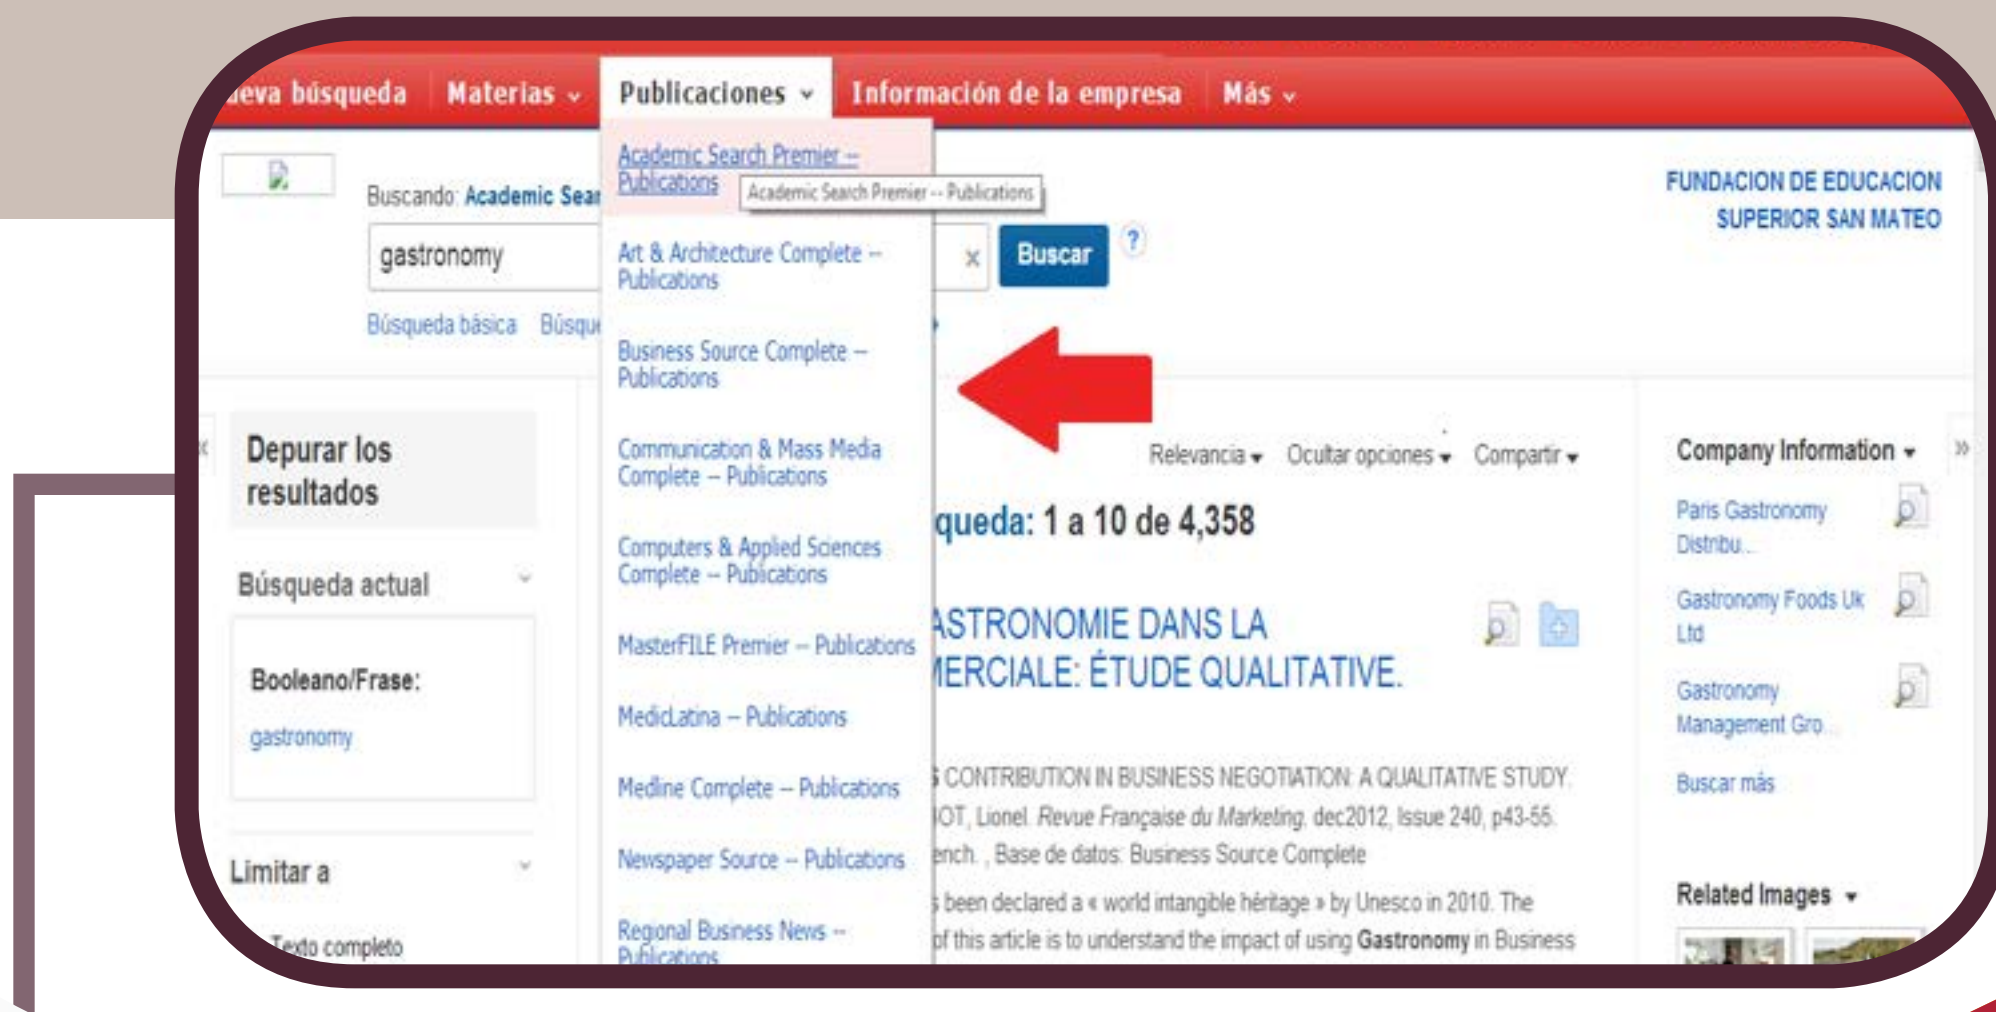 ueva búsqueda Materias Publicaciones Información de la empresa Más
Academic Search Premier --
Publications
Academic Search Premier -- Publications
Art & Architecture Complete --
Publications
Business Source Complete --
Publications
Communication & Mass Media
Complete -- Publications
Computers & Applied Sciences
Complete -- Publications
MasterFILE Premier -- Publications
MedicLatina -- Publications
Medline Complete -- Publications
Newspaper Source -- Publications
Regional Business News --
Publications
Buscando: Academic Sear
gastronomy x Buscar ?
Búsqueda básica Búsque
FUNDACION DE EDUCACION
SUPERIOR SAN MATEO
«
Depurar los
resultados
Búsqueda actual
Booleano/Frase:
gastronomy
Limitar a
Texto completo
Relevancia Ocultar opciones Compartir
queda: 1 a 10 de 4,358
ASTRONOMIE DANS LA
MERCIALE: ÉTUDE QUALITATIVE.
S CONTRIBUTION IN BUSINESS NEGOTIATION: A QUALITATIVE STUDY.
OT, Lionel. Revue Française du Marketing. dec2012, Issue 240, p43-55.
ench. , Base de datos: Business Source Complete
s been declared a « world intangible héritage » by Unesco in 2010. The
of this article is to understand the impact of using Gastronomy in Business
Company Information »
Paris Gastronomy
Distribu...
Gastronomy Foods Uk
Ltd
Gastronomy
Management Gro...
Buscar más
Related Images